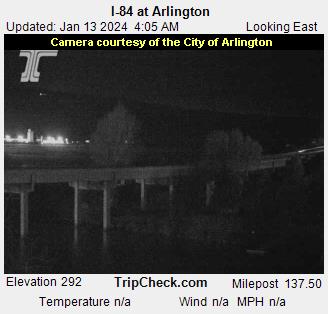 I-84 at Arlington
Updated: Jan 13 2024 4:05 AM Looking East
Camera courtesy of the City of Arlington
Elevation 292 TripCheck.com Milepost 137.50
Temperature n/a Wind n/a MPH n/a